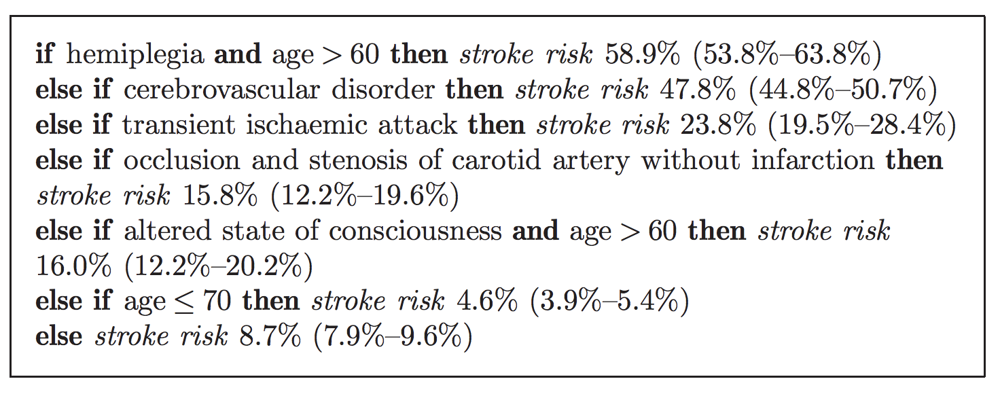 if hemiplegia and age > 60 then stroke risk 58.9% (53.8%–63.8%)
else if cerebrovascular disorder then stroke risk 47.8% (44.8%–50.7%)
else if transient ischaemic attack then stroke risk 23.8% (19.5%–28.4%)
else if occlusion and stenosis of carotid artery without infarction then
stroke risk 15.8% (12.2%–19.6%)
else if altered state of consciousness and age > 60 then stroke risk
16.0% (12.2%–20.2%)
else if age ≤ 70 then stroke risk 4.6% (3.9%–5.4%)
else stroke risk 8.7% (7.9%–9.6%)